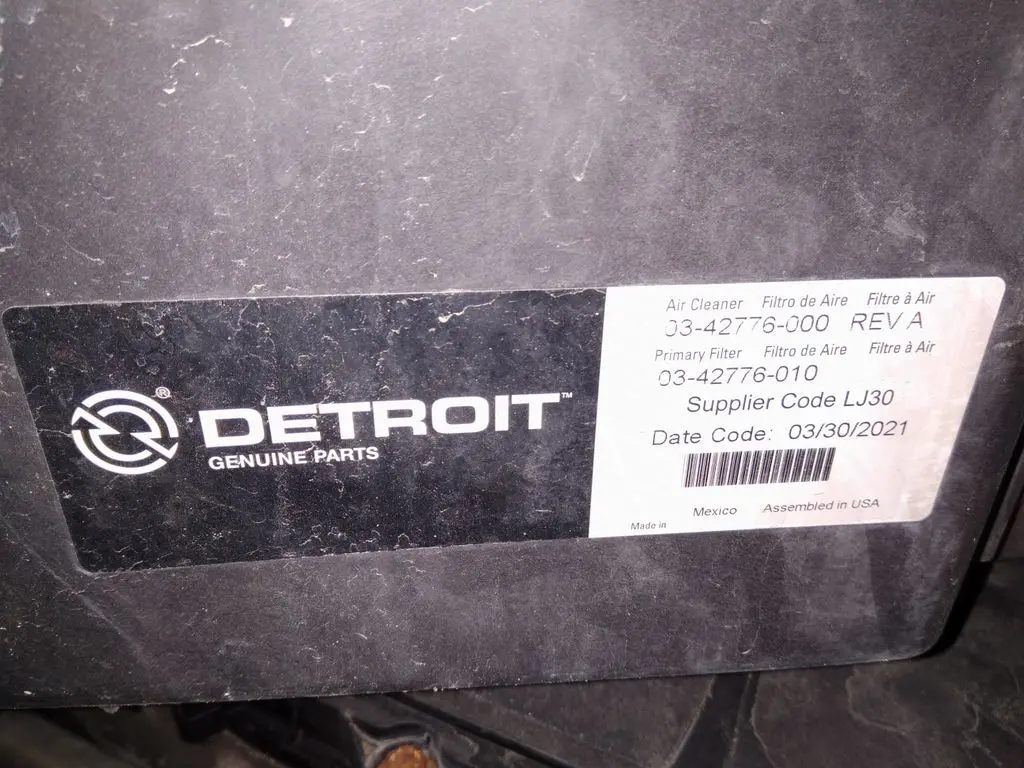 DETROIT™
GENUINE PARTS
®
Air Cleaner Filtro de Aire Filtre à Air
03-42776-000 REV A
Primary Filter Filtro de Aire Filtre à Air
03-42776-010
Supplier Code LJ30
Date Code: 03/30/2021
Made in Mexico Assembled in USA